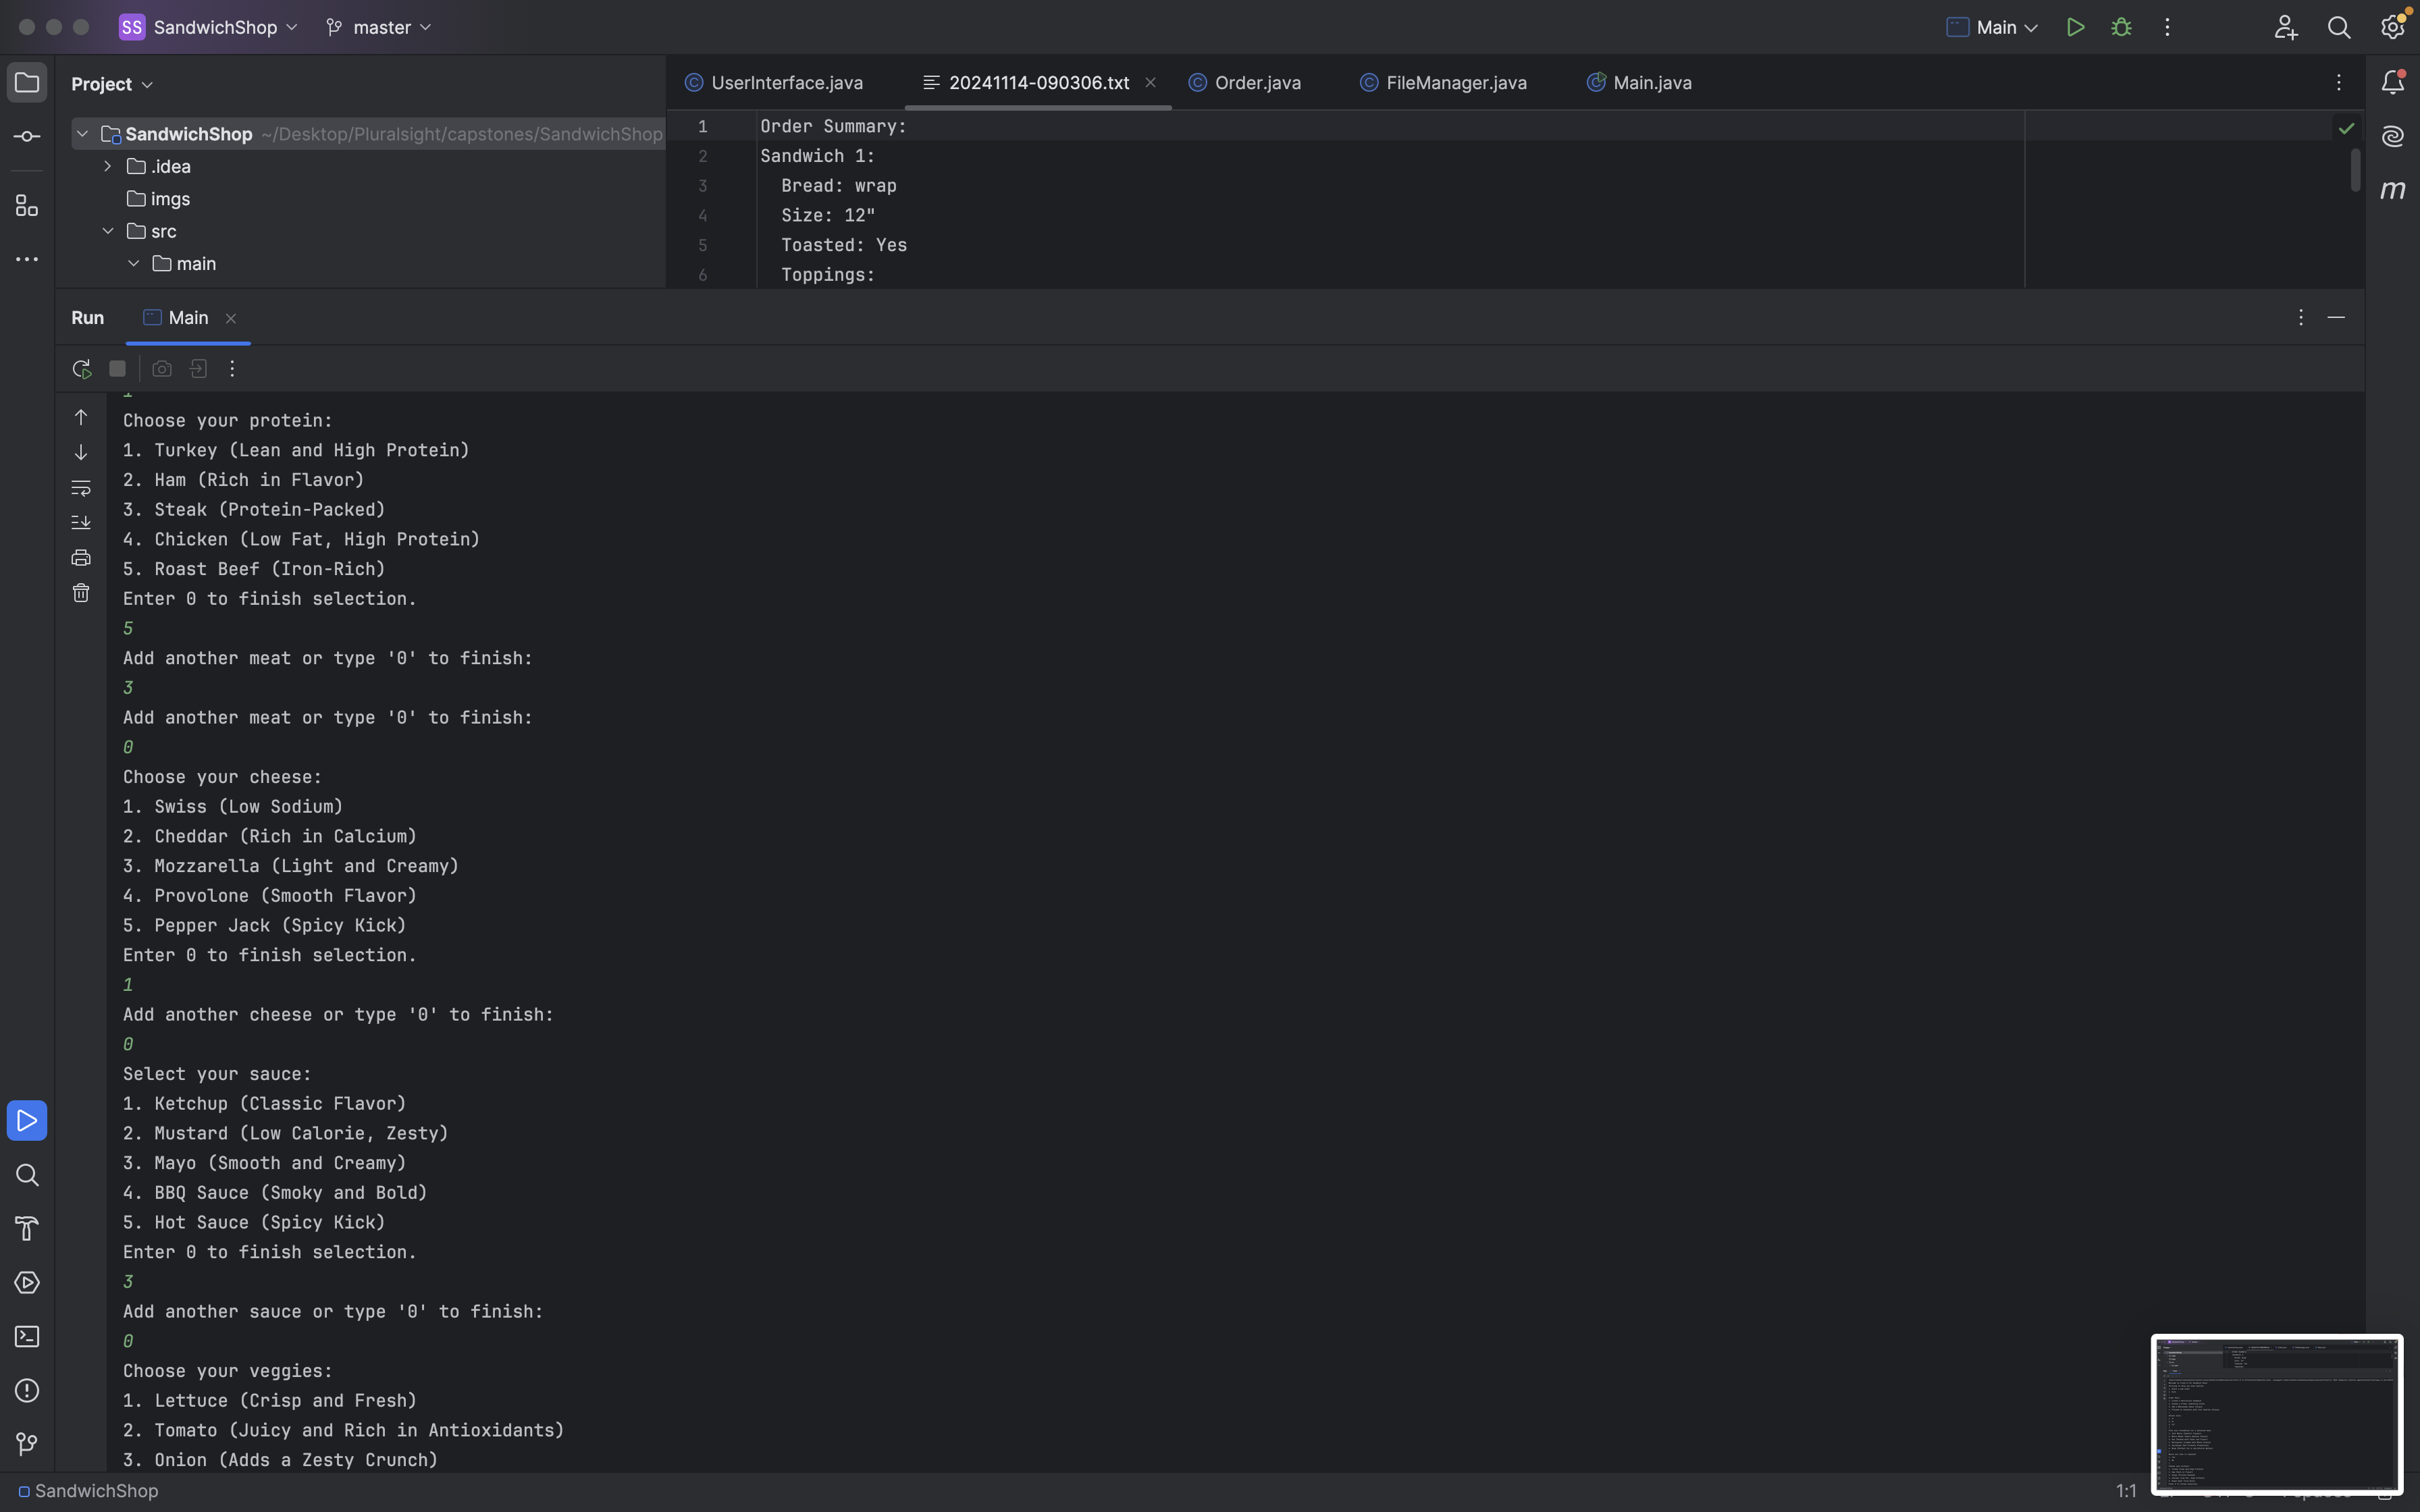 SS SandwichShop master Main
Project
UserInterface.java 20241114-090306.txt Order.java FileManager.java Main.java
SandwichShop ~/Desktop/Pluralsight/capstones/SandwichShop
.idea
imgs
src
main
1 Order Summary:
2 Sandwich 1:
3 Bread: wrap
4 Size: 12"
5 Toasted: Yes
6 Toppings:
m
Run Main
Choose your protein:
1. Turkey (Lean and High Protein)
2. Ham (Rich in Flavor)
3. Steak (Protein-Packed)
4. Chicken (Low Fat, High Protein)
5. Roast Beef (Iron-Rich)
Enter 0 to finish selection.
5
Add another meat or type '0' to finish:
3
Add another meat or type '0' to finish:
0
Choose your cheese:
1. Swiss (Low Sodium)
2. Cheddar (Rich in Calcium)
3. Mozzarella (Light and Creamy)
4. Provolone (Smooth Flavor)
5. Pepper Jack (Spicy Kick)
Enter 0 to finish selection.
1
Add another cheese or type '0' to finish:
0
Select your sauce:
1. Ketchup (Classic Flavor)
2. Mustard (Low Calorie, Zesty)
3. Mayo (Smooth and Creamy)
4. BBQ Sauce (Smoky and Bold)
5. Hot Sauce (Spicy Kick)
Enter 0 to finish selection.
3
Add another sauce or type '0' to finish:
0
Choose your veggies:
1. Lettuce (Crisp and Fresh)
2. Tomato (Juicy and Rich in Antioxidants)
3. Onion (Adds a Zesty Crunch)
SandwichShop
1:1